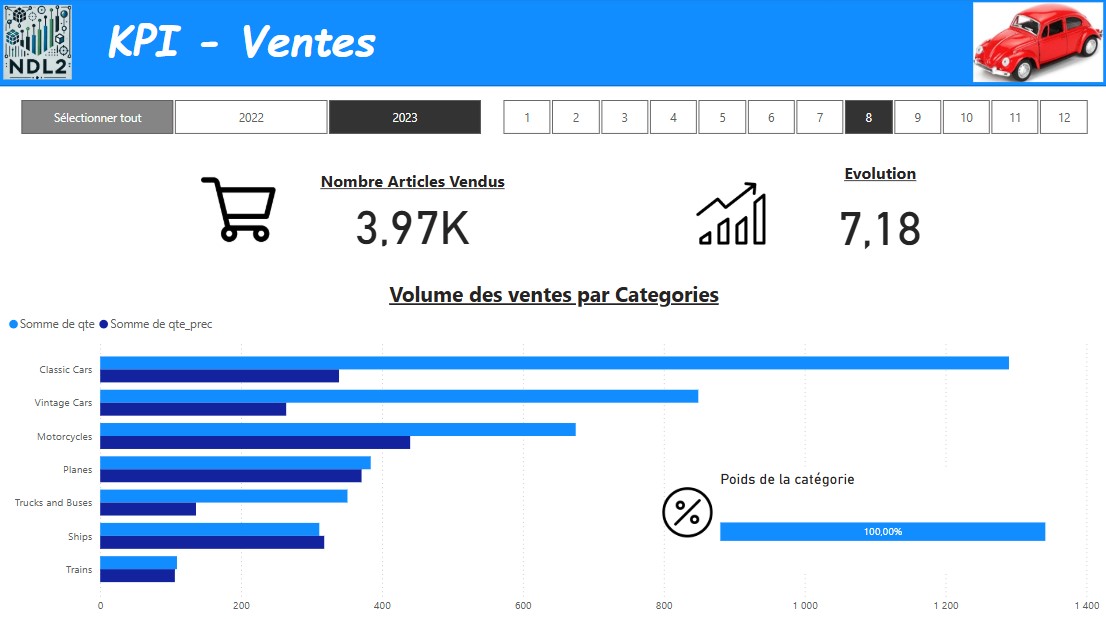 NDL2
KPI - Ventes
Sélectionner tout 2022 2023 1 2 3 4 5 6 7 8 9 10 11 12
Nombre Articles Vendus
3,97K
Evolution
7,18
Volume des ventes par Categories
Somme de qte Somme de qte_prec
Classic Cars
Vintage Cars
Motorcycles
Planes
Trucks and Buses
Ships
Trains
Poids de la catégorie
%
100,00%
0 200 400 600 800 1 000 1 200 1 400